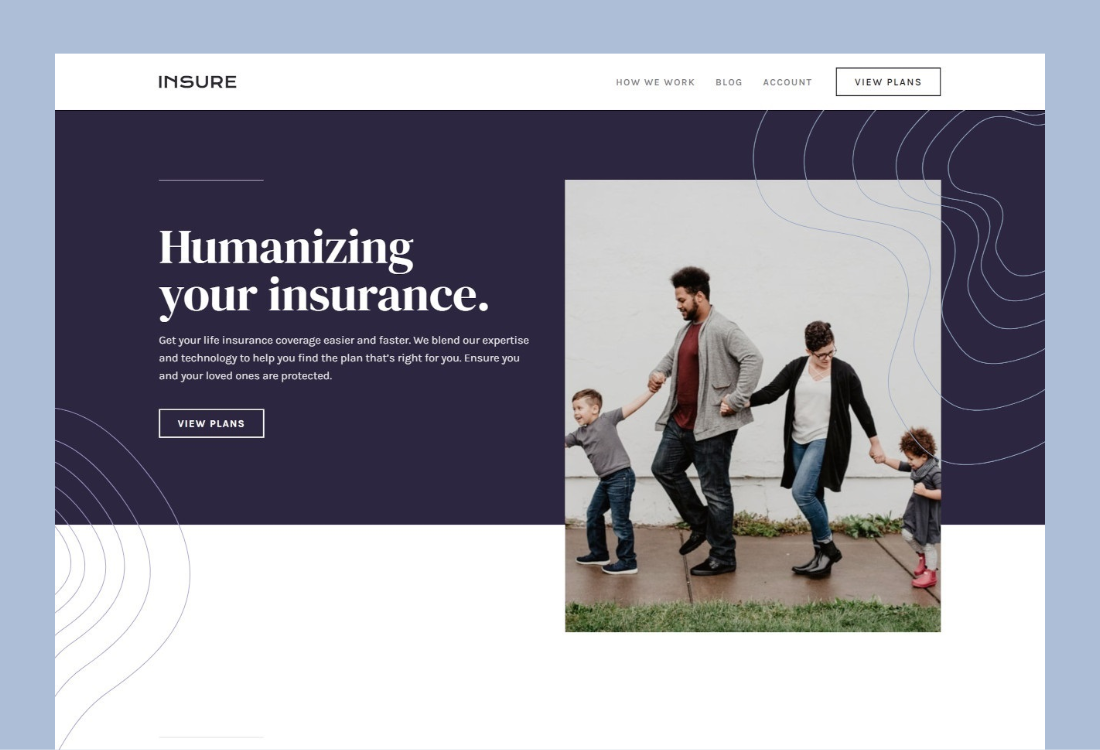 INSURE
HOW WE WORK BLOG ACCOUNT VIEW PLANS
Humanizing
your insurance.
Get your life insurance coverage easier and faster. We blend our expertise
and technology to help you find the plan that's right for you. Ensure you
and your loved ones are protected.
VIEW PLANS